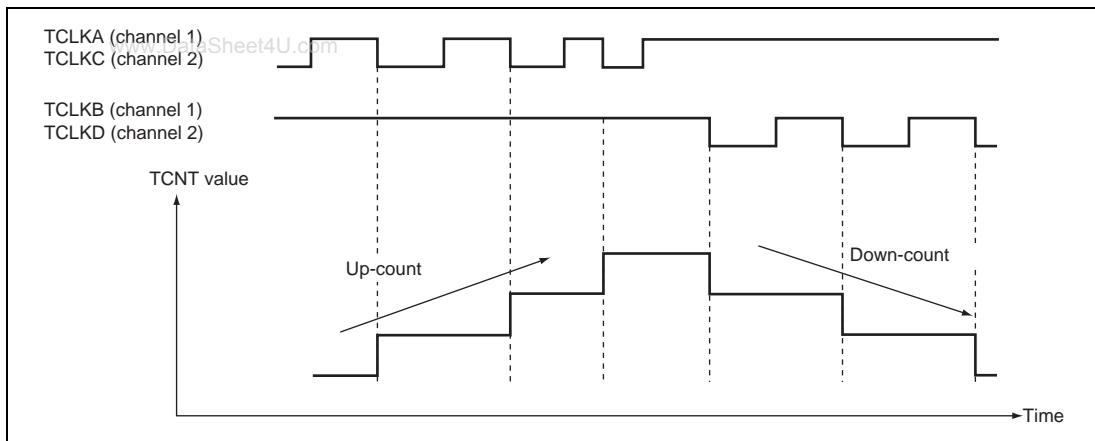 TCLKA (channel 1)
www.DataSheet4U.com
TCLKC (channel 2)
TCLKB (channel 1)
TCLKD (channel 2)
TCNT value
Up-count
Down-count
Time